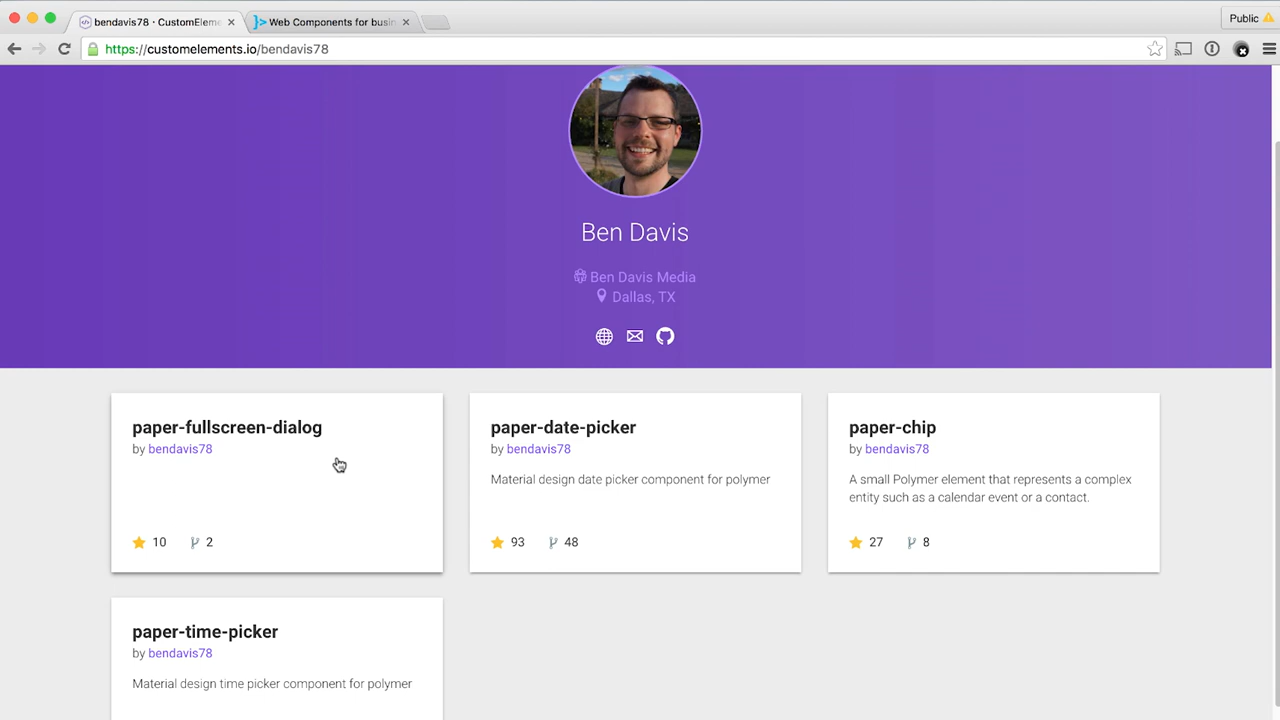 bendavis78 · CustomEleme
Web Components for busin
Public
https://customelements.io/bendavis78
Ben Davis
Ben Davis Media
Dallas, TX
paper-fullscreen-dialog
by bendavis78
10 2
paper-date-picker
by bendavis78
Material design date picker component for polymer
93 48
paper-chip
by bendavis78
A small Polymer element that represents a complex
entity such as a calendar event or a contact.
27 8
paper-time-picker
by bendavis78
Material design time picker component for polymer